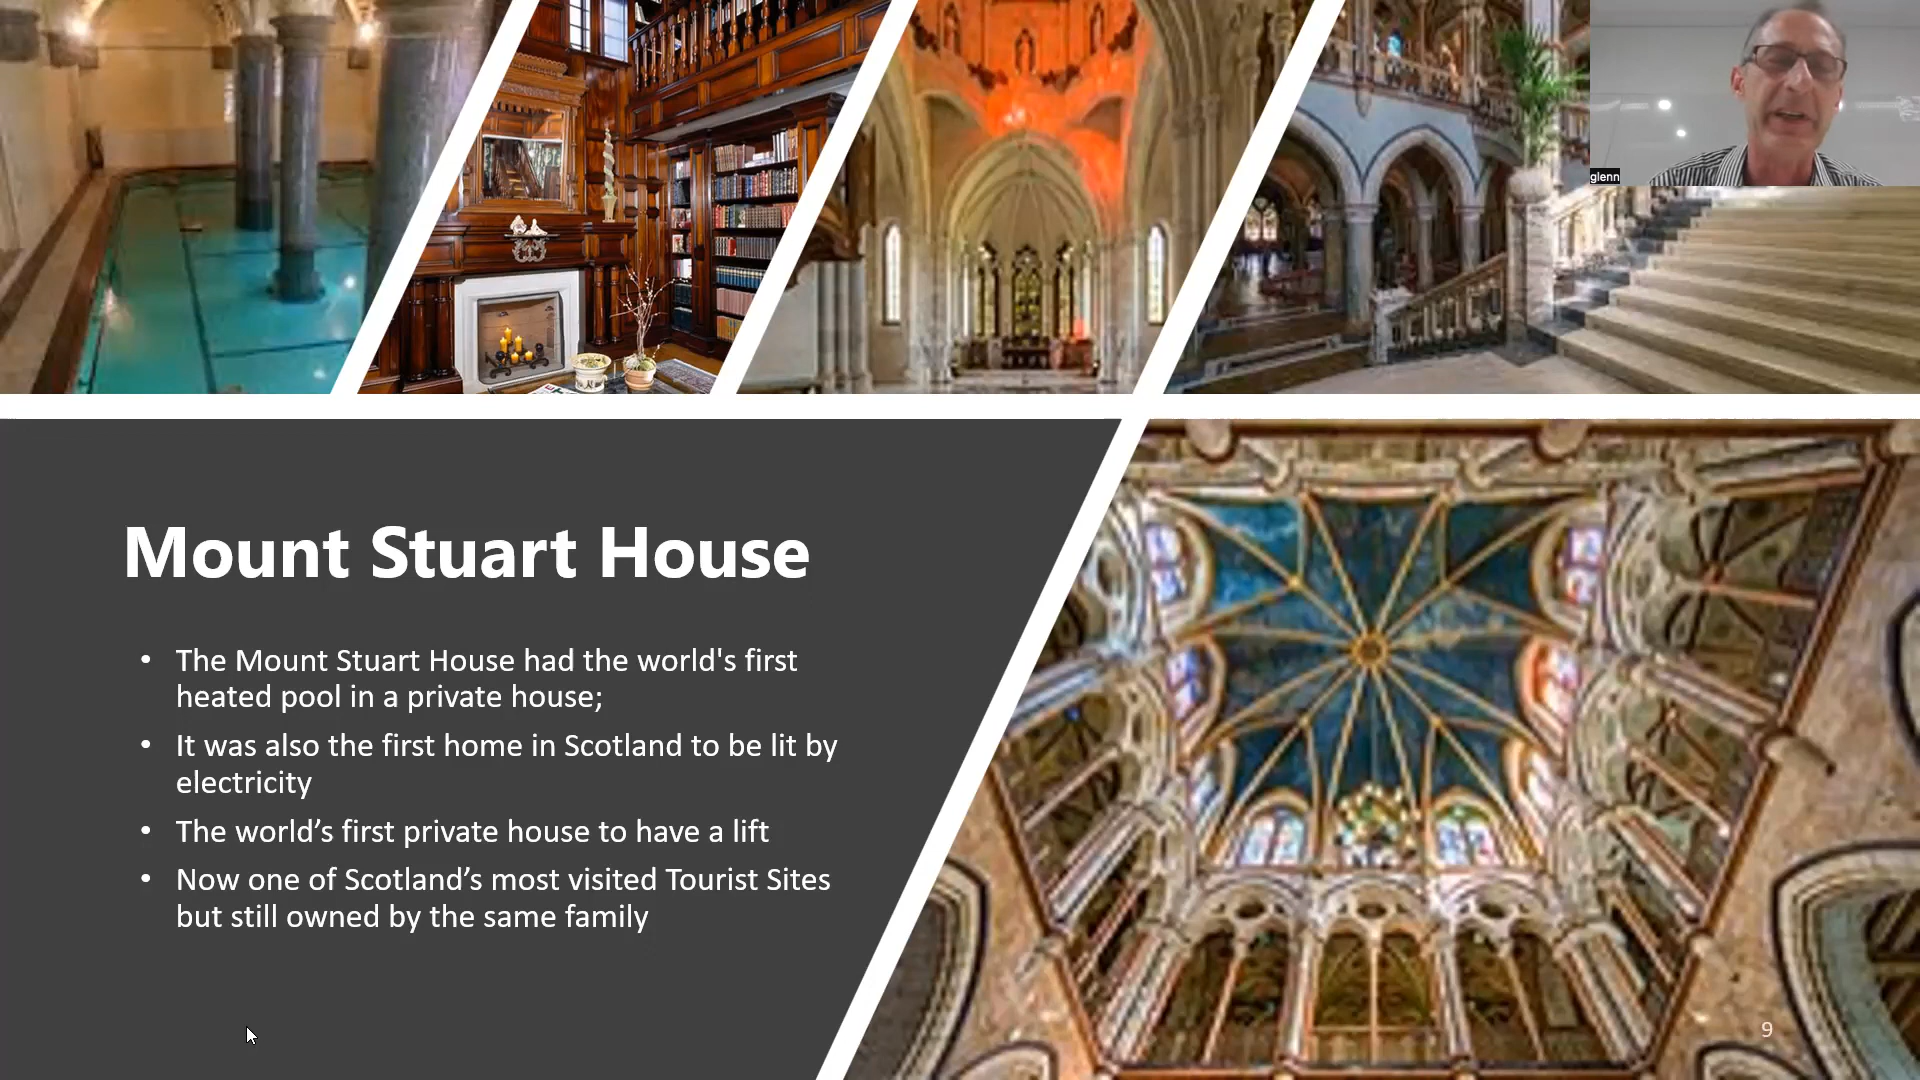 glenn
Mount Stuart House
• The Mount Stuart House had the world's first
heated pool in a private house;
• It was also the first home in Scotland to be lit by
electricity
• The world’s first private house to have a lift
• Now one of Scotland’s most visited Tourist Sites
but still owned by the same family
9